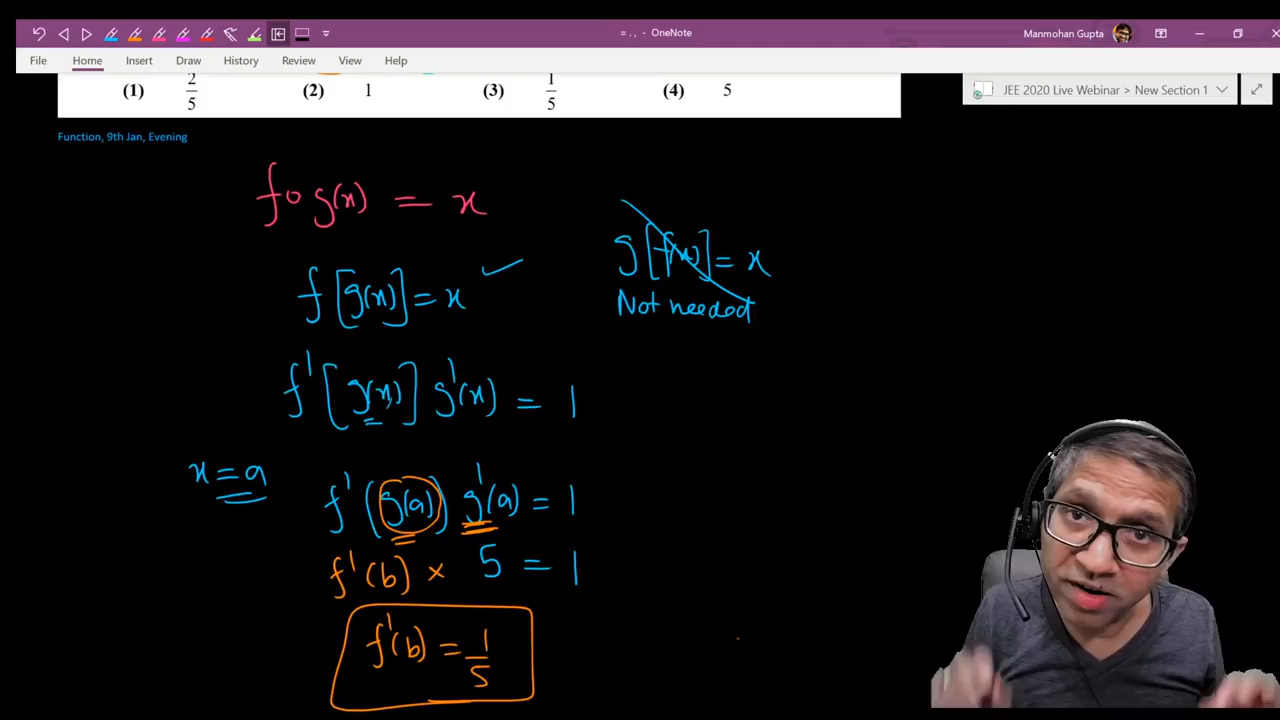 = . , - OneNote
Manmohan Gupta
File Home Insert Draw History Review View Help
JEE 2020 Live Webinar > New Section 1
(1) 2/5 (2) 1 (3) 1/5 (4) 5
Function, 9th Jan, Evening
fog(x) = x
f[g(x)] = x
g[f(x)] = x
Not needed
f'[g(x)] g'(x) = 1
x = a
f'(g(a)) g'(a) = 1
f'(b) × 5 = 1
f'(b) = 1/5